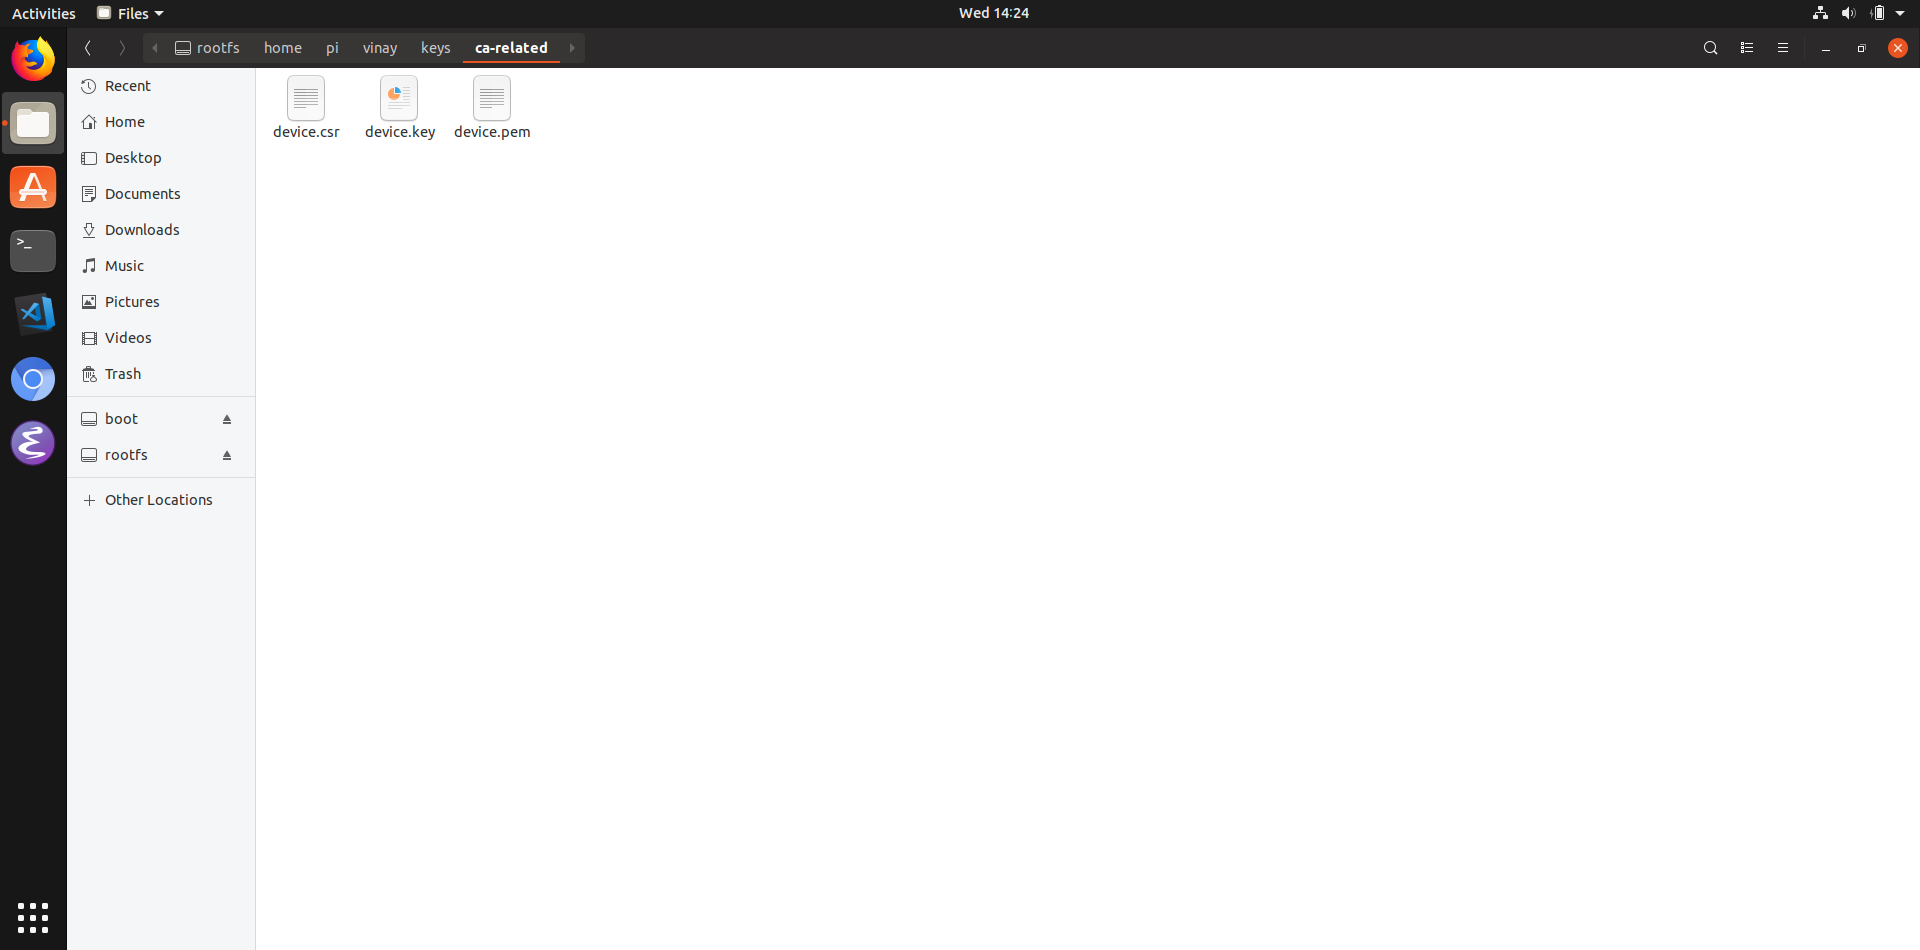 Activities Files Wed 14:24
rootfs home pi vinay keys ca-related
Recent
Home
Desktop
Documents
Downloads
Music
Pictures
Videos
Trash
boot
rootfs
Other Locations
device.csr device.key device.pem